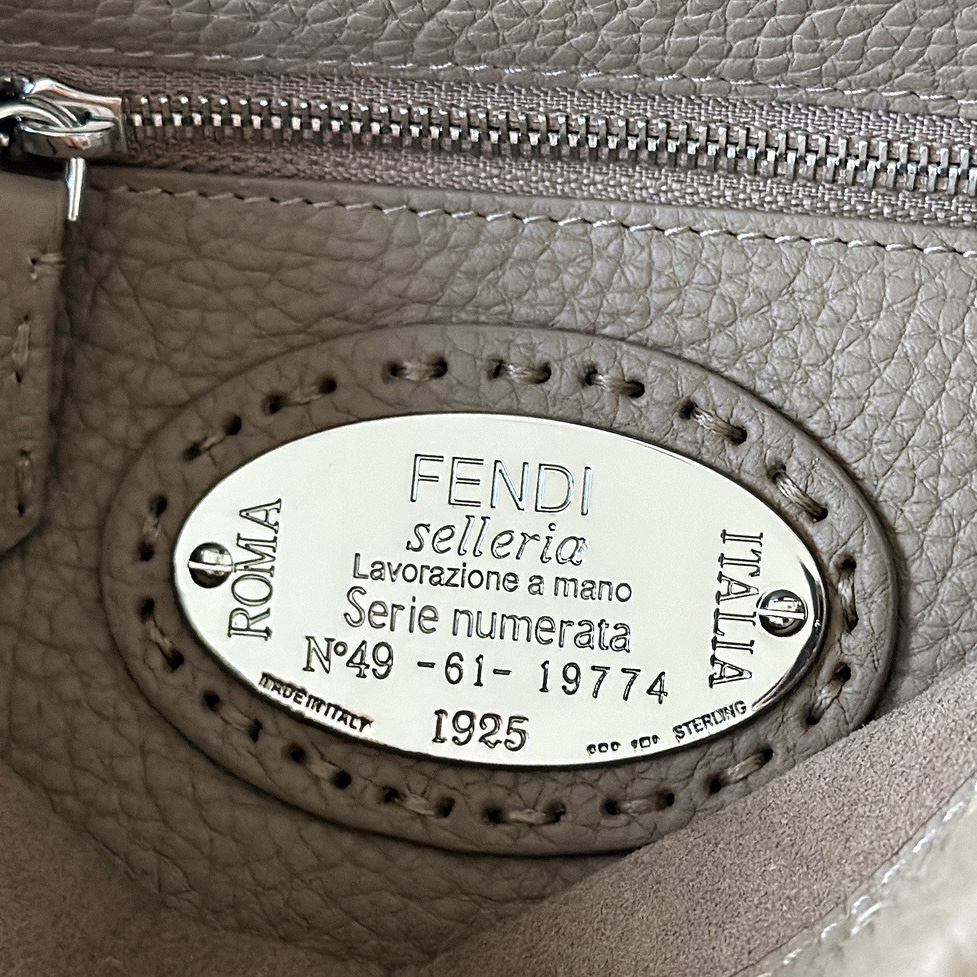 FENDI
selleria
Lavorazione a mano
Serie numerata
N°49 -61- 19774
1925
ROMA
ITALIA
MADE IN ITALY
STERLING